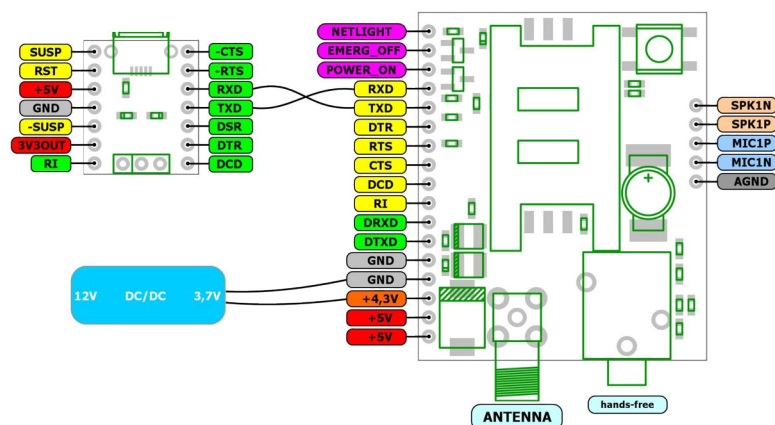 SUSP
RST
+5V
GND
-SUSP
3V3OUT
RI
-CTS
-RTS
RXD
TXD
DSR
DTR
DCD
NETLIGHT
EMERG_OFF
POWER_ON
RXD
TXD
DTR
RTS
CTS
DCD
RI
DRXD
DTXD
GND
GND
+4,3V
+5V
+5V
SPK1N
SPK1P
MIC1P
MIC1N
AGND
+
12V DC/DC 3,7V
ANTENNA
hands-free